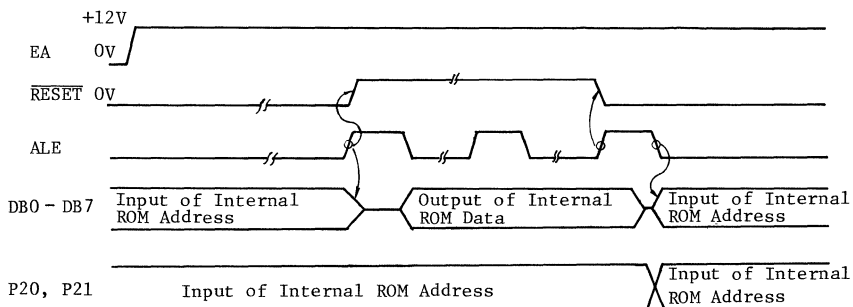 +12V
EA 0V
RESET 0V
ALE
DB0 - DB7 Input of Internal ROM Address Output of Internal ROM Data Input of Internal ROM Address
P20, P21 Input of Internal ROM Address Input of Internal ROM Address